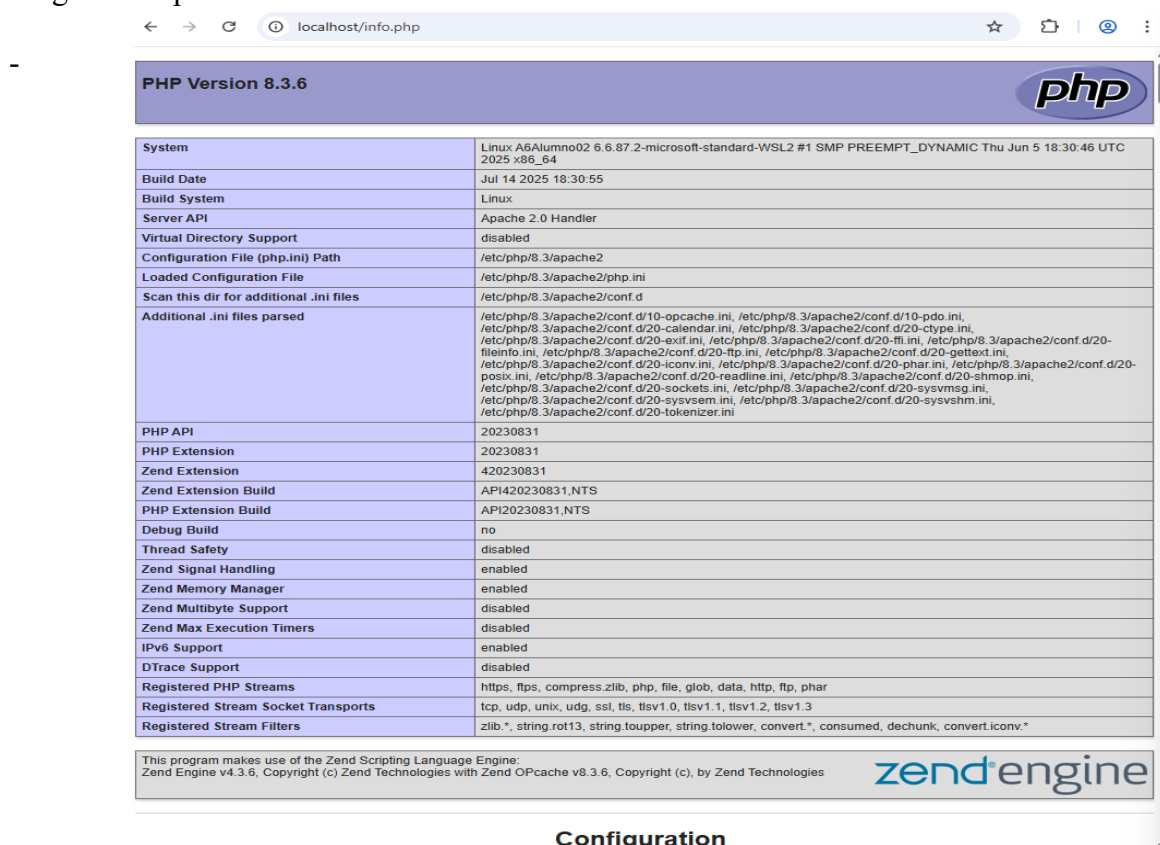 localhost/info.php
-
PHP Version 8.3.6
php
System Linux A6Alumno02 6.6.87.2-microsoft-standard-WSL2 #1 SMP PREEMPT_DYNAMIC Thu Jun 5 18:30:46 UTC
2025 x86_64
Build Date Jul 14 2025 18:30:55
Build System Linux
Server API Apache 2.0 Handler
Virtual Directory Support disabled
Configuration File (php.ini) Path /etc/php/8.3/apache2
Loaded Configuration File /etc/php/8.3/apache2/php.ini
Scan this dir for additional .ini files /etc/php/8.3/apache2/conf.d
Additional .ini files parsed /etc/php/8.3/apache2/conf.d/10-opcache.ini, /etc/php/8.3/apache2/conf.d/10-pdo.ini,
/etc/php/8.3/apache2/conf.d/20-calendar.ini, /etc/php/8.3/apache2/conf.d/20-ctype.ini,
/etc/php/8.3/apache2/conf.d/20-exif.ini, /etc/php/8.3/apache2/conf.d/20-ffi.ini, /etc/php/8.3/apache2/conf.d/20-
fileinfo.ini, /etc/php/8.3/apache2/conf.d/20-ftp.ini, /etc/php/8.3/apache2/conf.d/20-gettext.ini,
/etc/php/8.3/apache2/conf.d/20-iconv.ini, /etc/php/8.3/apache2/conf.d/20-phar.ini, /etc/php/8.3/apache2/conf.d/20-
posix.ini, /etc/php/8.3/apache2/conf.d/20-readline.ini, /etc/php/8.3/apache2/conf.d/20-shmop.ini,
/etc/php/8.3/apache2/conf.d/20-sockets.ini, /etc/php/8.3/apache2/conf.d/20-sysvmsg.ini,
/etc/php/8.3/apache2/conf.d/20-sysvsem.ini, /etc/php/8.3/apache2/conf.d/20-sysvshm.ini,
/etc/php/8.3/apache2/conf.d/20-tokenizer.ini
PHP API 20230831
PHP Extension 20230831
Zend Extension 420230831
Zend Extension Build API420230831,NTS
PHP Extension Build API20230831,NTS
Debug Build no
Thread Safety disabled
Zend Signal Handling enabled
Zend Memory Manager enabled
Zend Multibyte Support disabled
Zend Max Execution Timers disabled
IPv6 Support enabled
DTrace Support disabled
Registered PHP Streams https, ftps, compress.zlib, php, file, glob, data, http, ftp, phar
Registered Stream Socket Transports tcp, udp, unix, udg, ssl, tls, tlsv1.0, tlsv1.1, tlsv1.2, tlsv1.3
Registered Stream Filters zlib.*, string.rot13, string.toupper, string.tolower, convert.*, consumed, dechunk, convert.iconv.*
This program makes use of the Zend Scripting Language Engine:
Zend Engine v4.3.6, Copyright (c) Zend Technologies with Zend OPcache v8.3.6, Copyright (c), by Zend Technologies
zend engine
Configuration